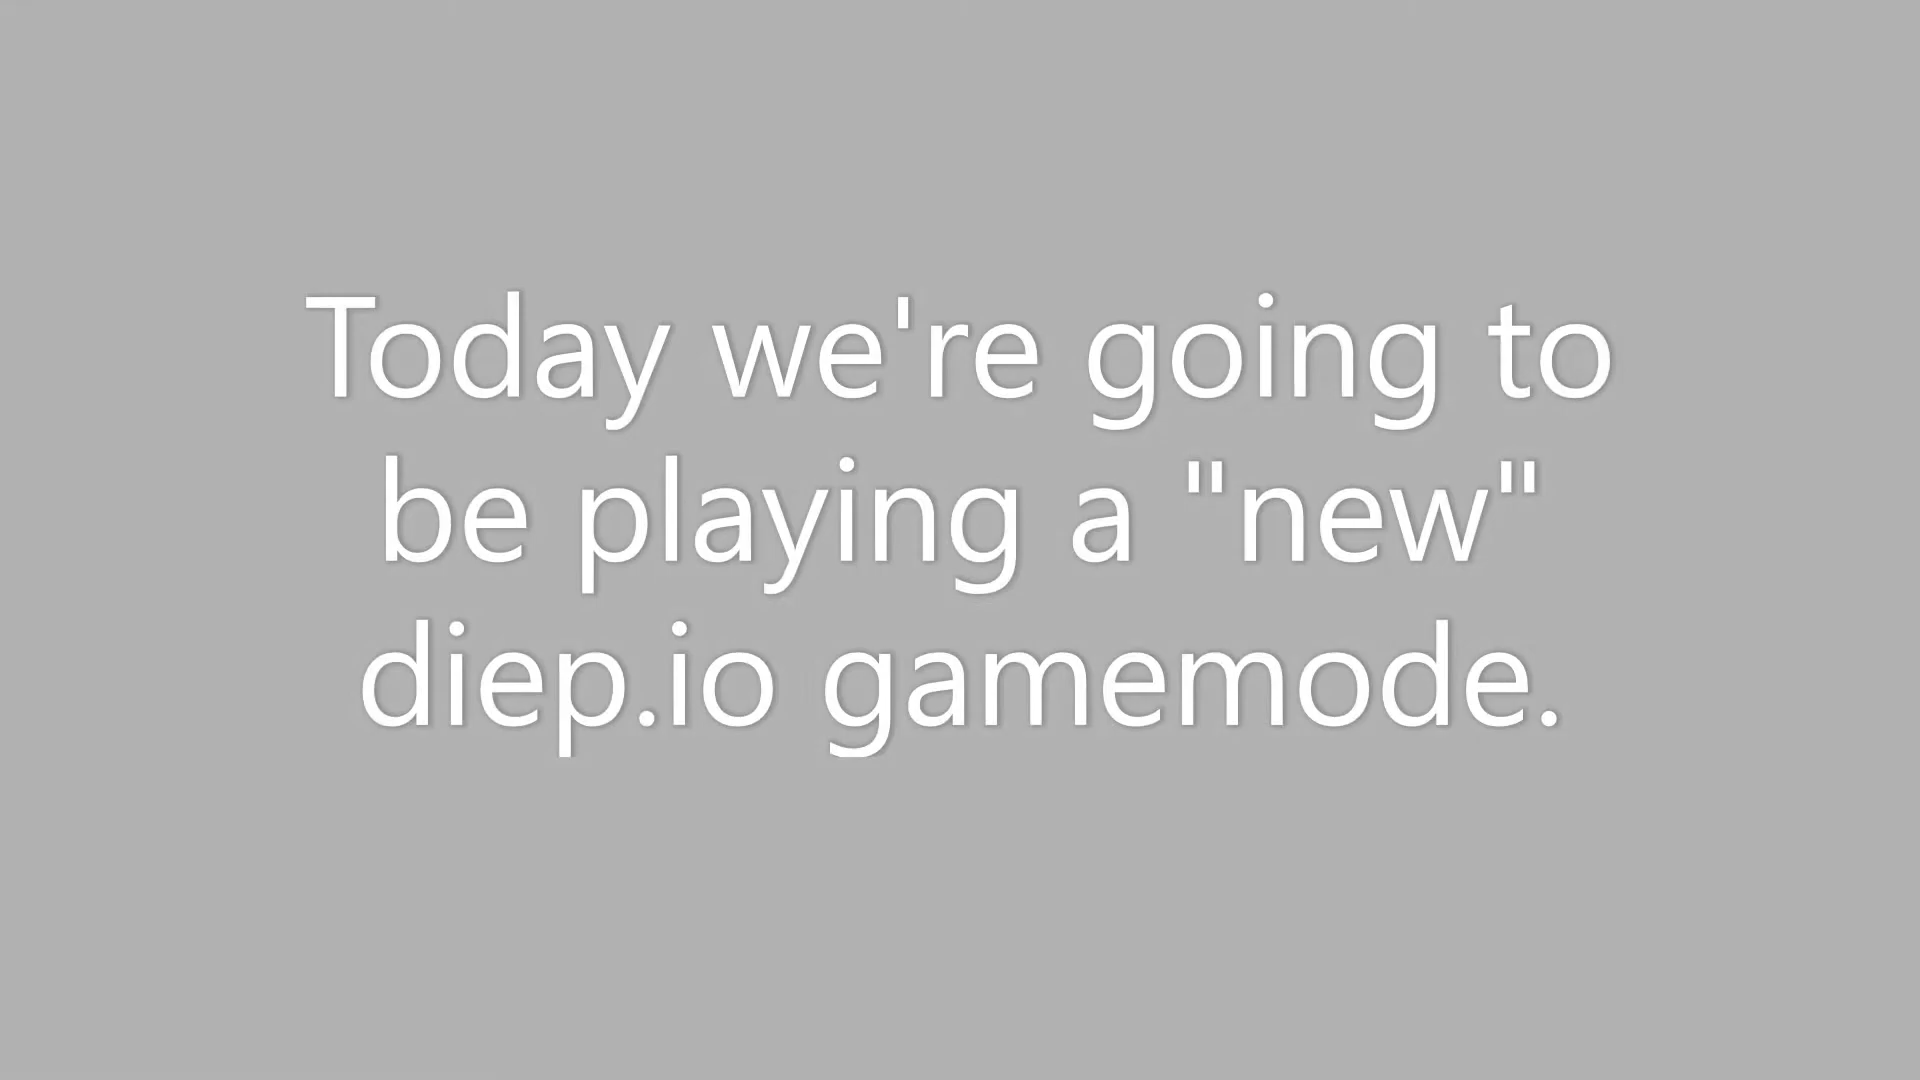 Today we're going to
be playing a "new"
diep.io gamemode.